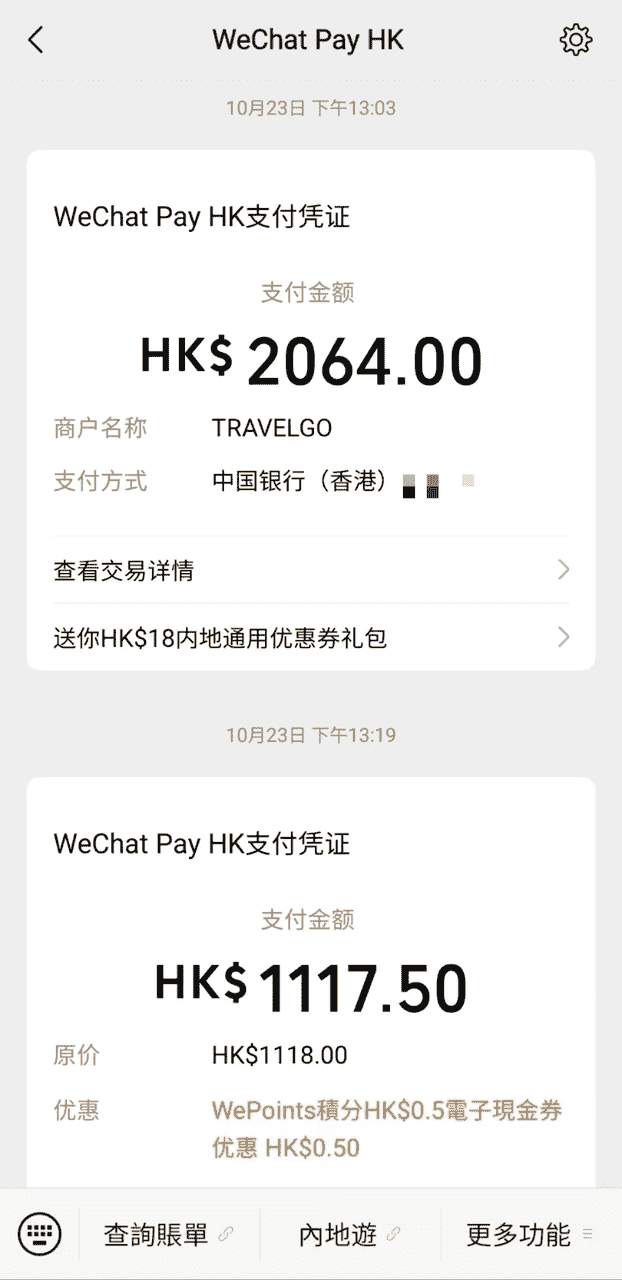 WeChat Pay HK
10月23日 下午13:03
WeChat Pay HK支付凭证
支付金额
HK$ 2064.00
商户名称 TRAVELGO
支付方式 中国银行（香港）
查看交易详情
送你HK$18内地通用优惠券礼包
10月23日 下午13:19
WeChat Pay HK支付凭证
支付金额
HK$ 1117.50
原价 HK$1118.00
优惠 WePoints積分HK$0.5電子現金券
优惠 HK$0.50
查詢賬單
內地遊
更多功能